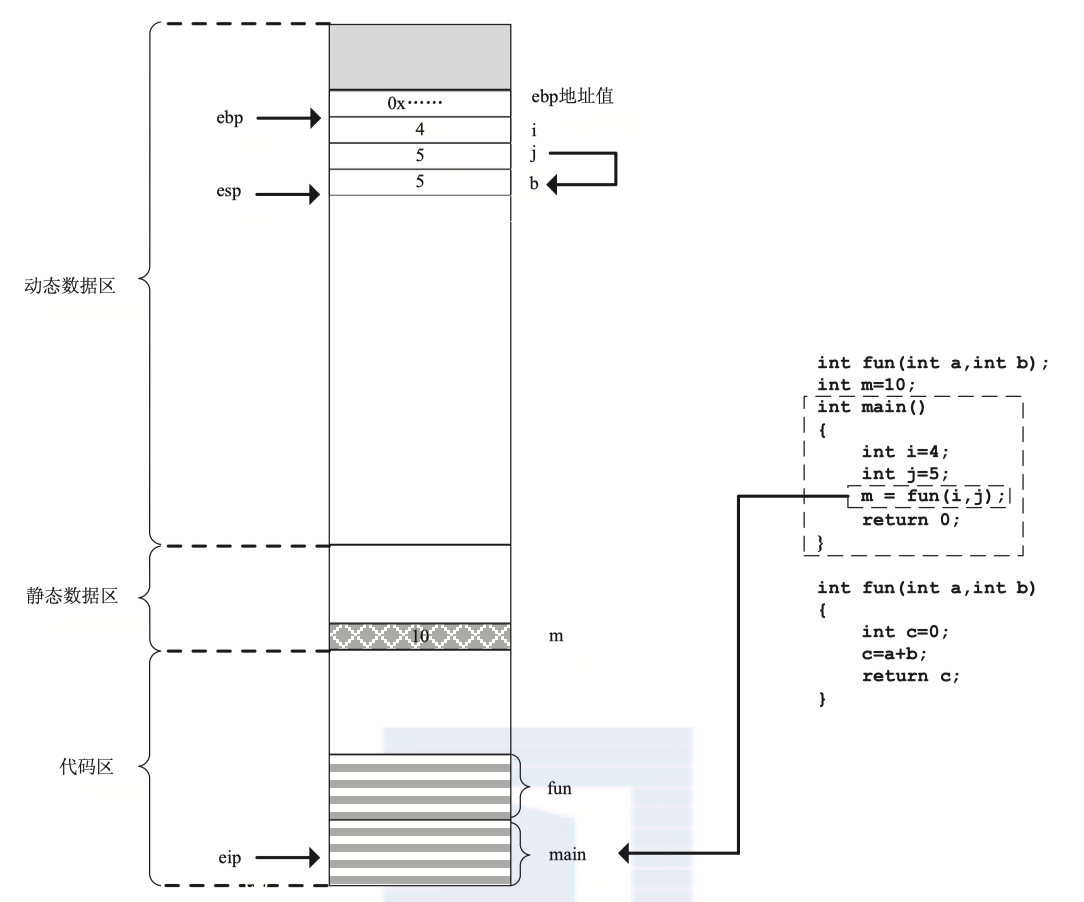 0x……
ebp地址值
ebp
4
i
5
j
esp
5
b
动态数据区
int fun(int a,int b);
int m=10;
int main()
{
int i=4;
int j=5;
m = fun(i,j);
return 0;
}
静态数据区
10
m
int fun(int a,int b)
{
int c=0;
c=a+b;
return c;
}
代码区
fun
eip
main